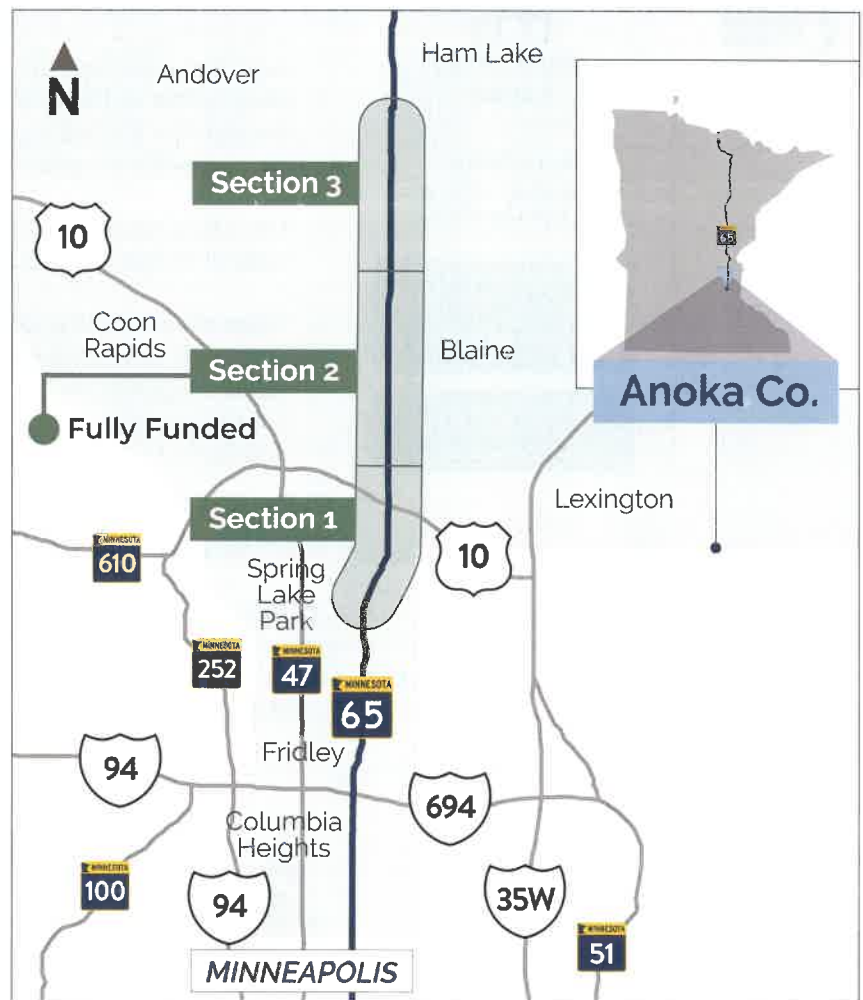 Ham Lake
Andover
N
Section 3
65
10
Coon
Rapids
Blaine
Section 2
Anoka Co.
Fully Funded
Lexington
Section 1
MINNESOTA
610
10
Spring
Lake
Park
MINNESOTA
252
MINNESOTA
47
MINNESOTA
65
Fridley
94
694
Columbia
Heights
MINNESOTA
100
94
35W
MINNESOTA
51
MINNEAPOLIS